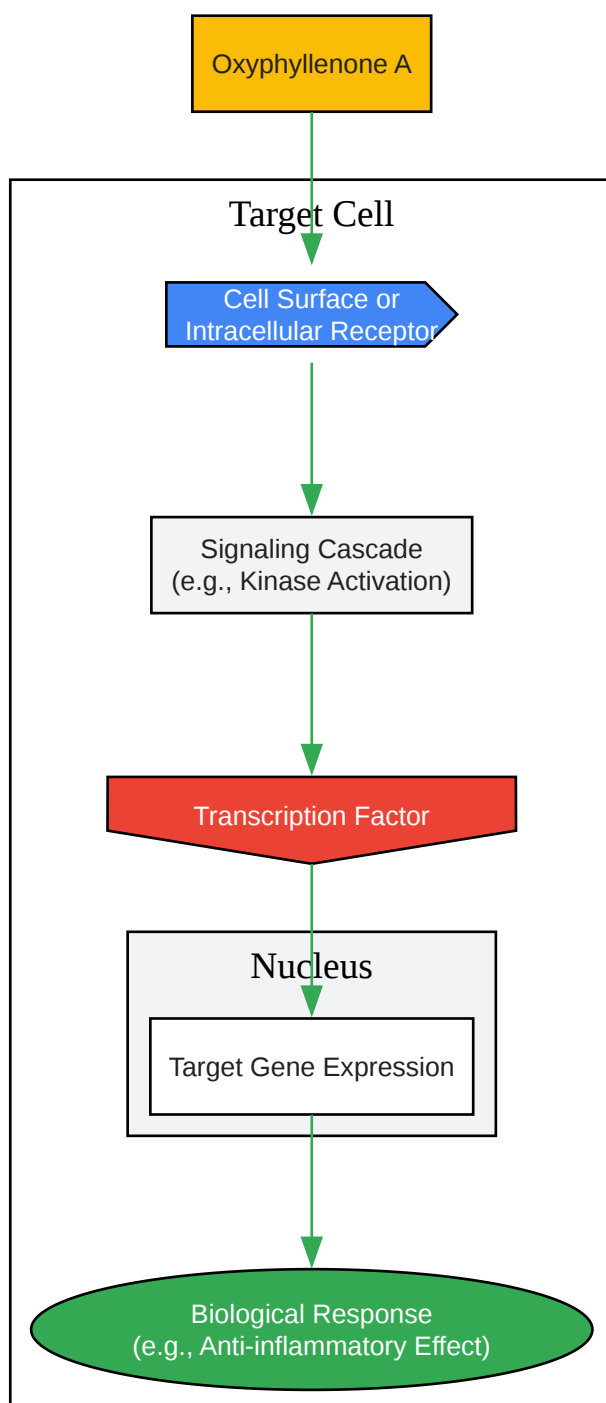 Oxyphyllenone A
Target Cell
Cell Surface or
Intracellular Receptor
Signaling Cascade
(e.g., Kinase Activation)
Transcription Factor
Nucleus
Target Gene Expression
Biological Response
(e.g., Anti-inflammatory Effect)